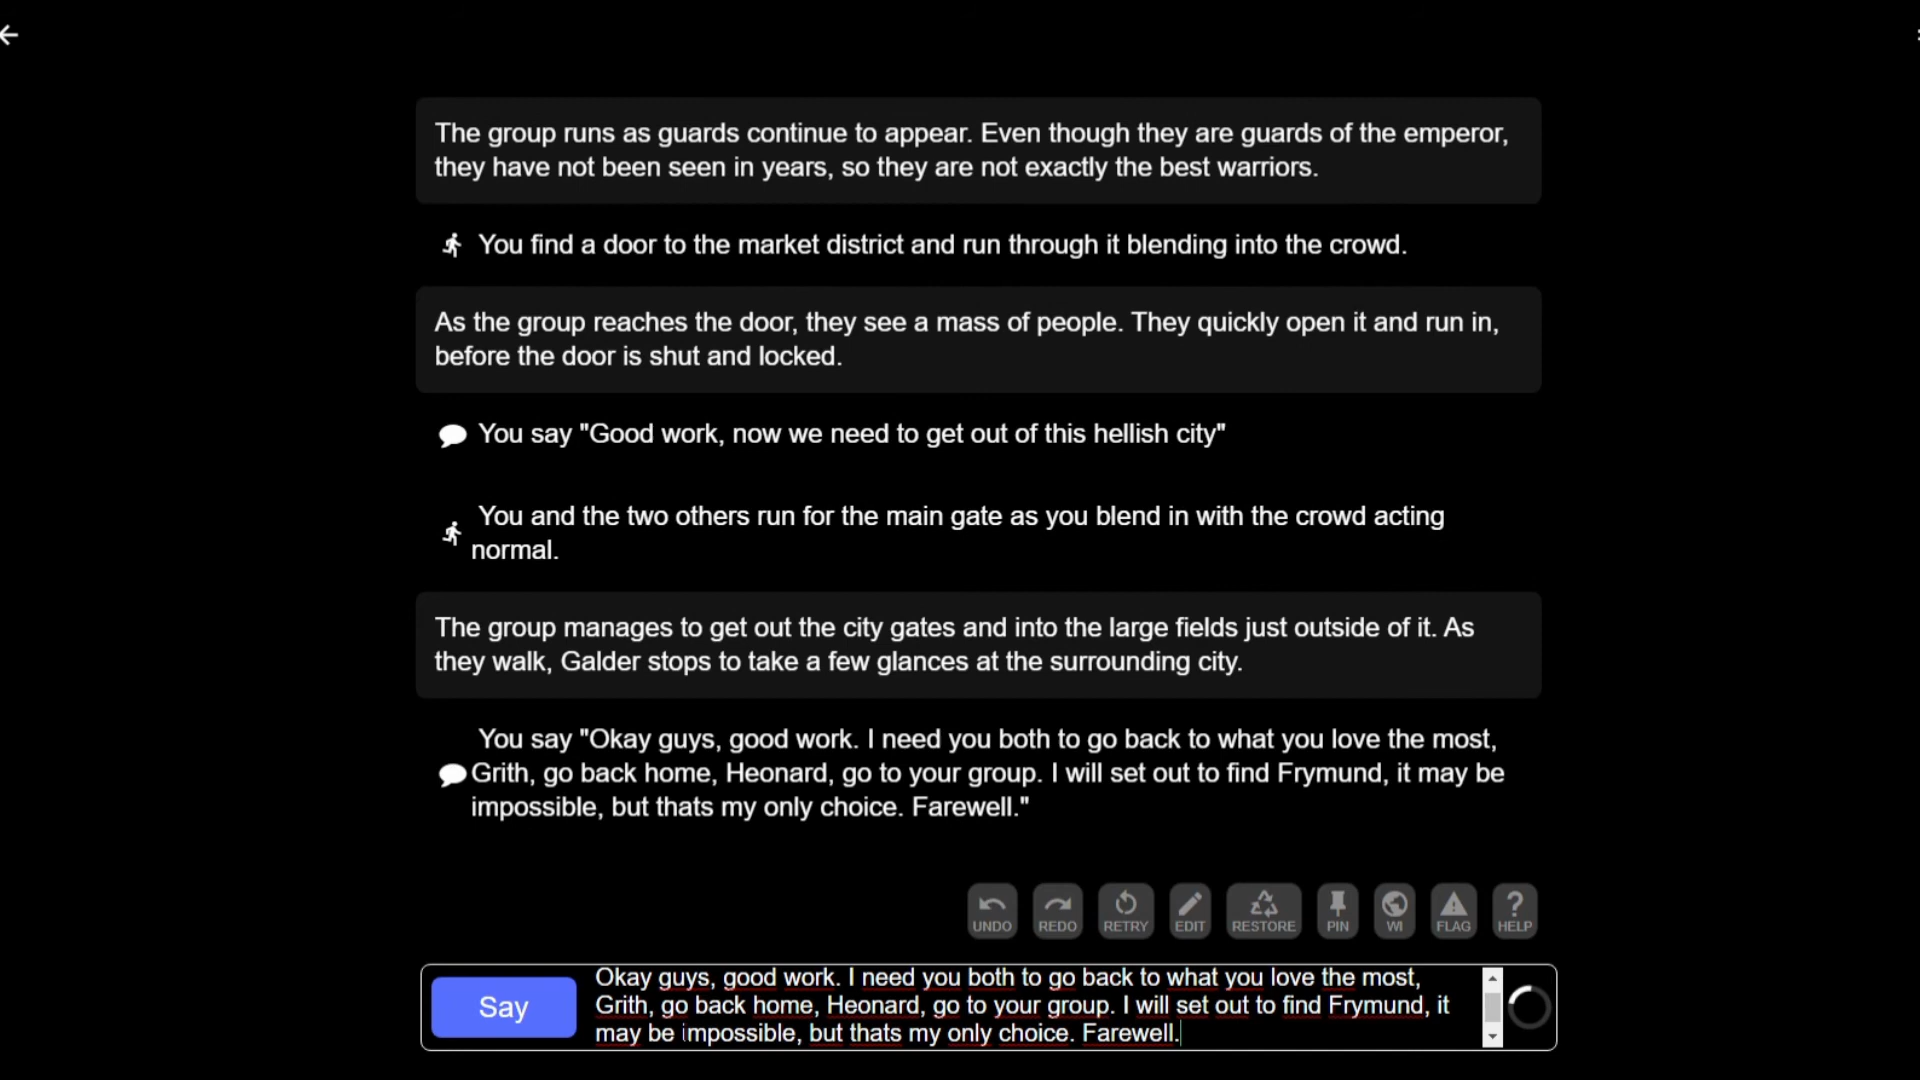 The group runs as guards continue to appear. Even though they are guards of the emperor,
they have not been seen in years, so they are not exactly the best warriors.
You find a door to the market district and run through it blending into the crowd.
As the group reaches the door, they see a mass of people. They quickly open it and run in,
before the door is shut and locked.
You say "Good work, now we need to get out of this hellish city"
You and the two others run for the main gate as you blend in with the crowd acting
normal.
The group manages to get out the city gates and into the large fields just outside of it. As
they walk, Galder stops to take a few glances at the surrounding city.
You say "Okay guys, good work. I need you both to go back to what you love the most,
Grith, go back home, Heonard, go to your group. I will set out to find Frymund, it may be
impossible, but thats my only choice. Farewell."
UNDO REDO RETRY EDIT RESTORE PIN WI FLAG HELP
Say
Okay guys, good work. I need you both to go back to what you love the most,
Grith, go back home, Heonard, go to your group. I will set out to find Frymund, it
may be impossible, but thats my only choice. Farewell.